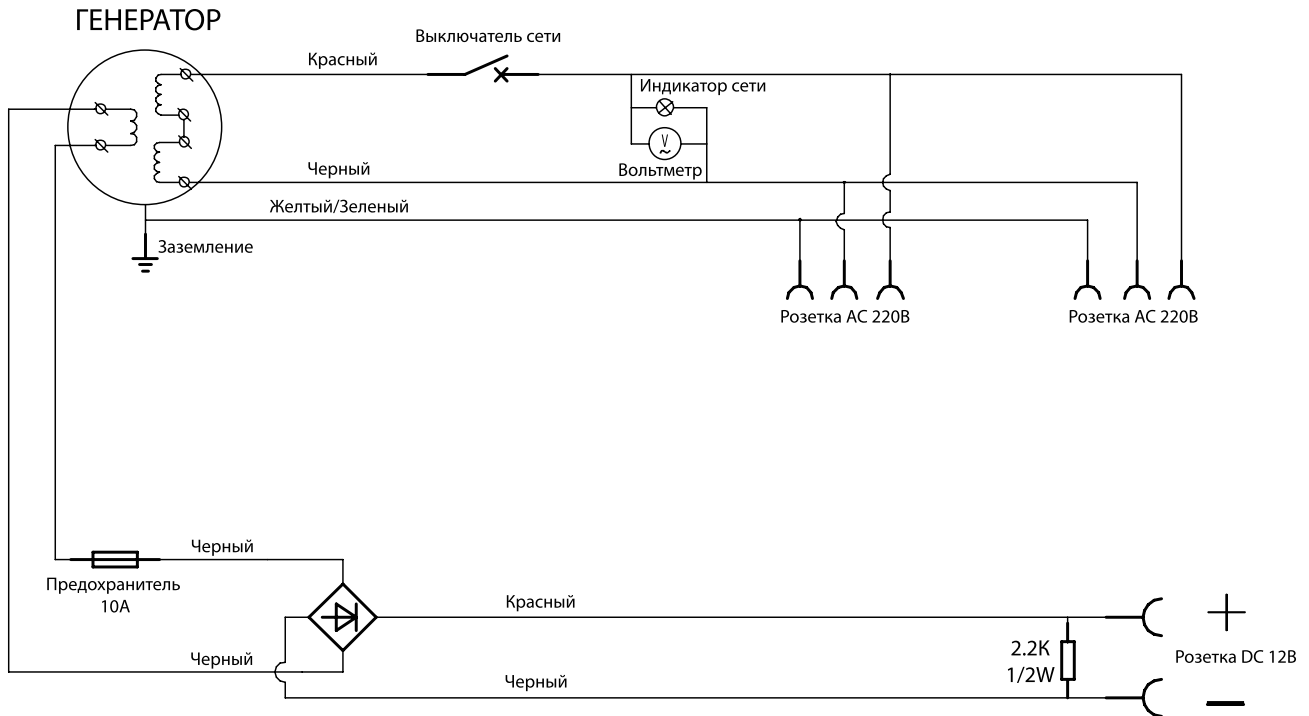 ГЕНЕРАТОР
Выключатель сети
Красный
Индикатор сети
V
~
Вольтметр
Черный
Желтый/Зеленый
Заземление
Розетка AC 220В
Розетка AC 220В
Черный
Предохранитель
10А
Красный
Черный
2.2K
1/2W
+
Розетка DC 12В
Черный
—